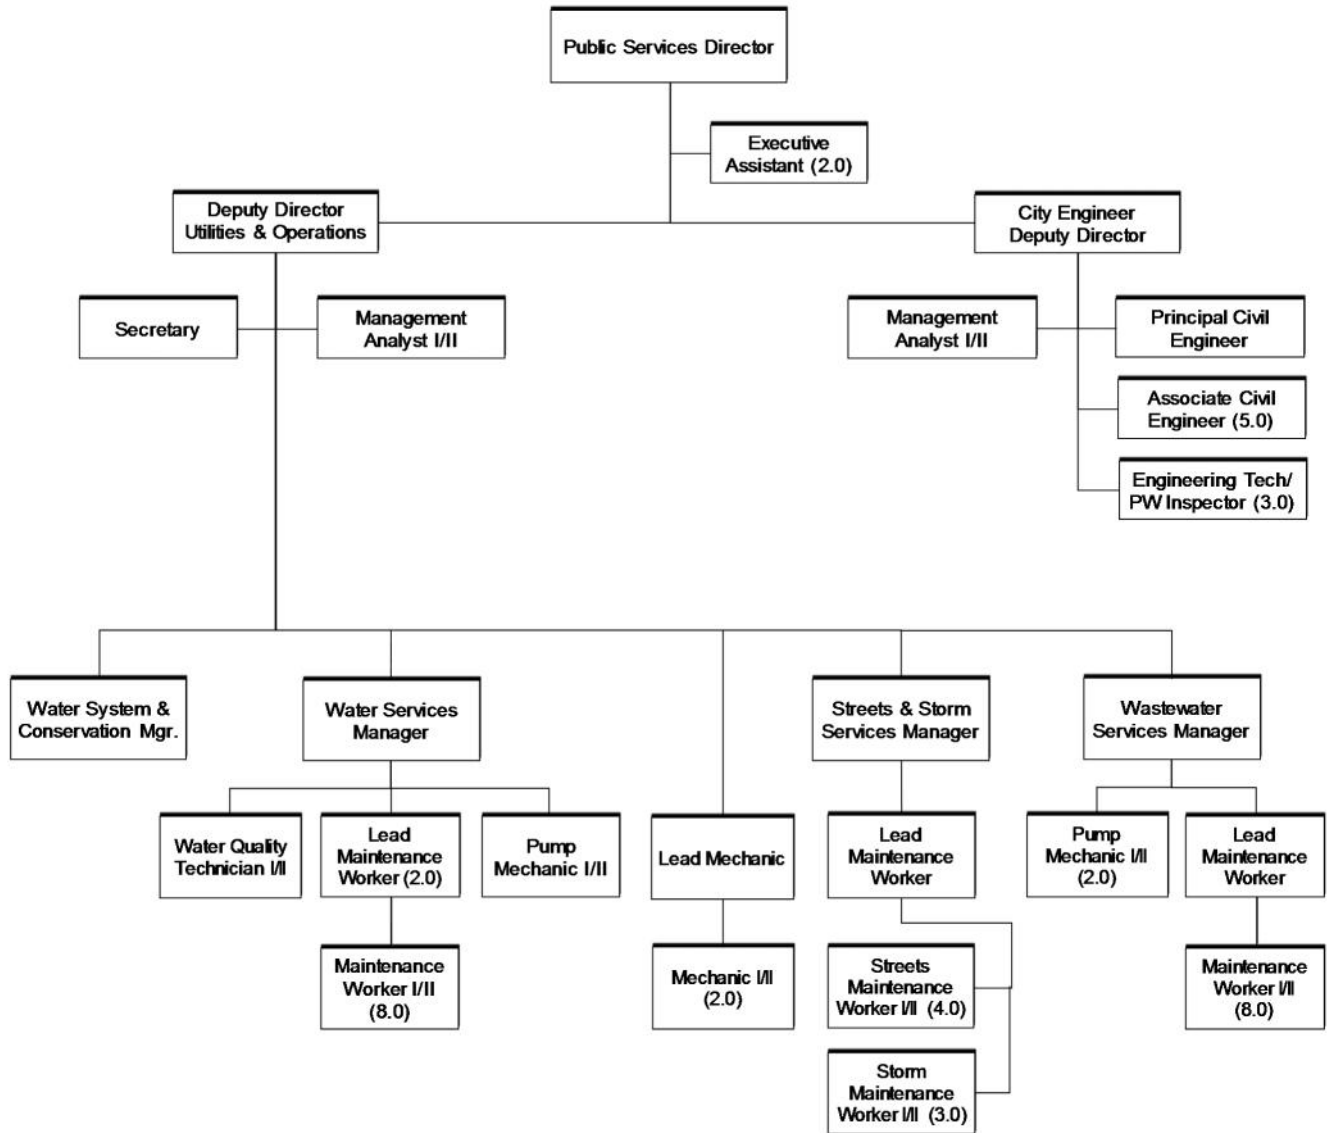 Public Services Director
Executive
Assistant (2.0)
Deputy Director
Utilities & Operations
City Engineer
Deputy Director
Secretary
Management
Analyst I/II
Management
Analyst I/II
Principal Civil
Engineer
Associate Civil
Engineer (5.0)
Engineering Tech/
PW Inspector (3.0)
Water System &
Conservation Mgr.
Water Services
Manager
Streets & Storm
Services Manager
Wastewater
Services Manager
Water Quality
Technician I/II
Lead
Maintenance
Worker (2.0)
Pump
Mechanic I/II
Lead Mechanic
Lead
Maintenance
Worker
Pump
Mechanic I/II
(2.0)
Lead
Maintenance
Worker
Maintenance
Worker I/II
(8.0)
Mechanic I/II
(2.0)
Streets
Maintenance
Worker I/II (4.0)
Maintenance
Worker I/II
(8.0)
Storm
Maintenance
Worker I/II (3.0)